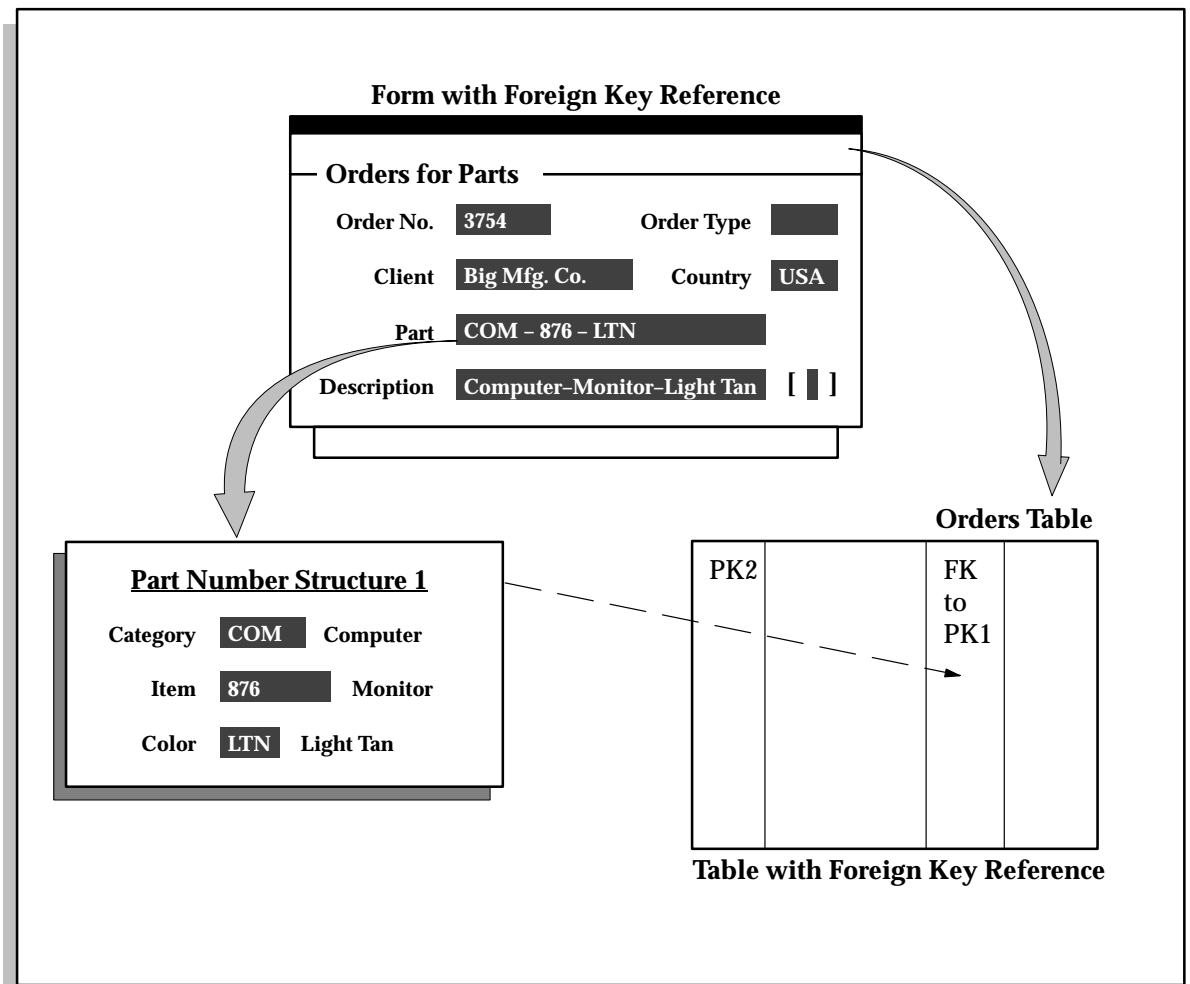 Form with Foreign Key Reference
Orders for Parts
Order No. 3754 Order Type
Client Big Mfg. Co. Country USA
Part COM – 876 – LTN
Description Computer–Monitor–Light Tan [ ]
Orders Table
Part Number Structure 1
Category COM Computer
Item 876 Monitor
Color LTN Light Tan
PK2
FK
to
PK1
Table with Foreign Key Reference